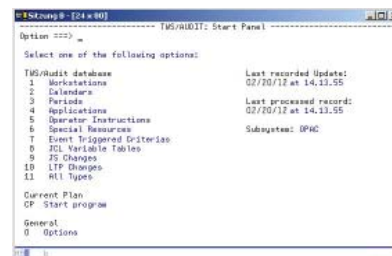 Sitzung B - [24 x 80]
TWS/AUDIT: Start Panel
Option ===> _
Select one of the following options:
TWS/Audit database
1 Workstations
2 Calendars
3 Periods
4 Applications
5 Operator Instructions
6 Special Resources
7 Event Triggered Criterias
8 JCL Variable Tables
9 JS Changes
10 LTP Changes
11 All Types
Last recorded Update:
02/20/12 at 14.13.55
Last processed record:
02/20/12 at 14.13.55
Subsystem: OPAC
Current Plan
CP Start program
General
0 Options